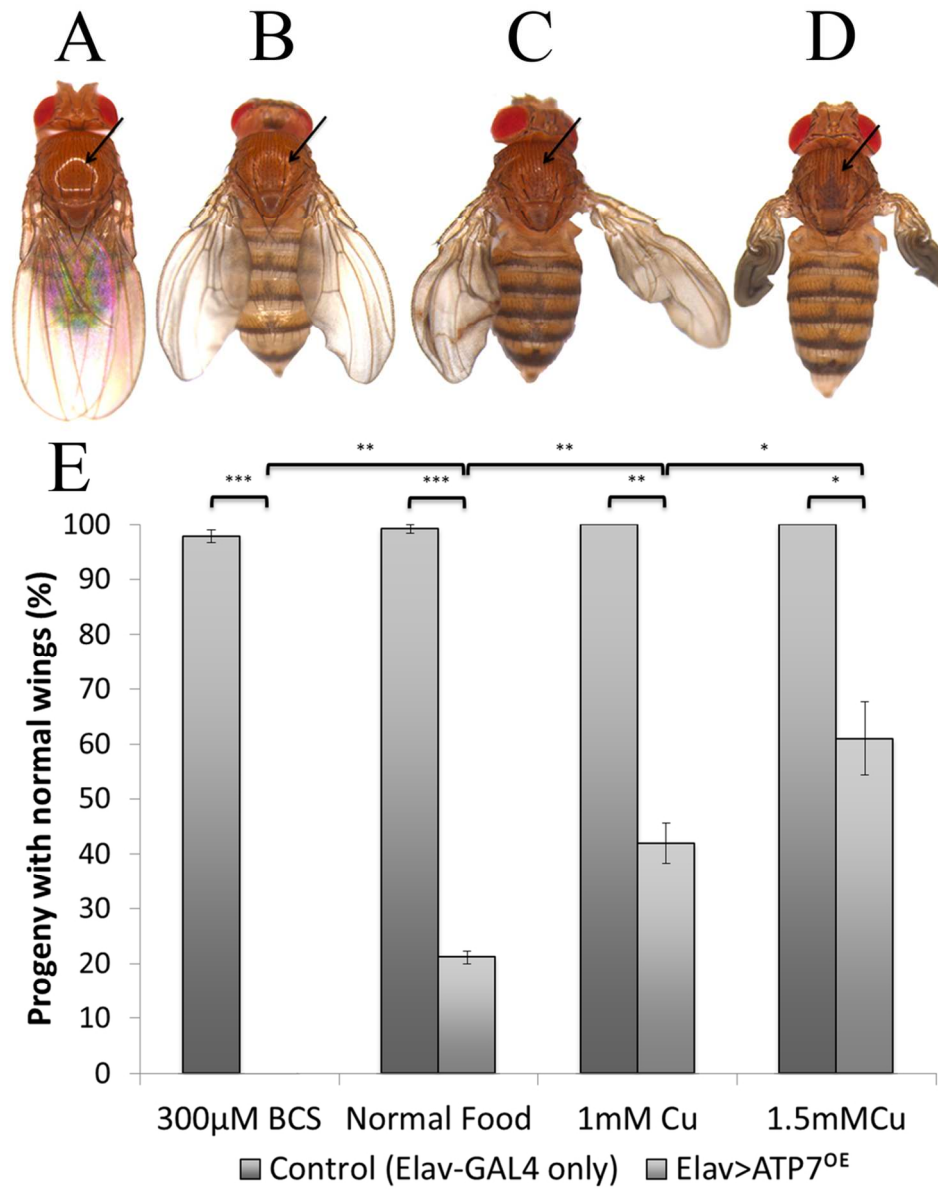 A B C D
E
** ** *
*** *** ** *
Progeny with normal wings (%)
100
90
80
70
60
50
40
30
20
10
0
300µM BCS Normal Food 1mM Cu 1.5mMCu
Control (Elav-GAL4 only) Elav>ATP7ᴼᴱ